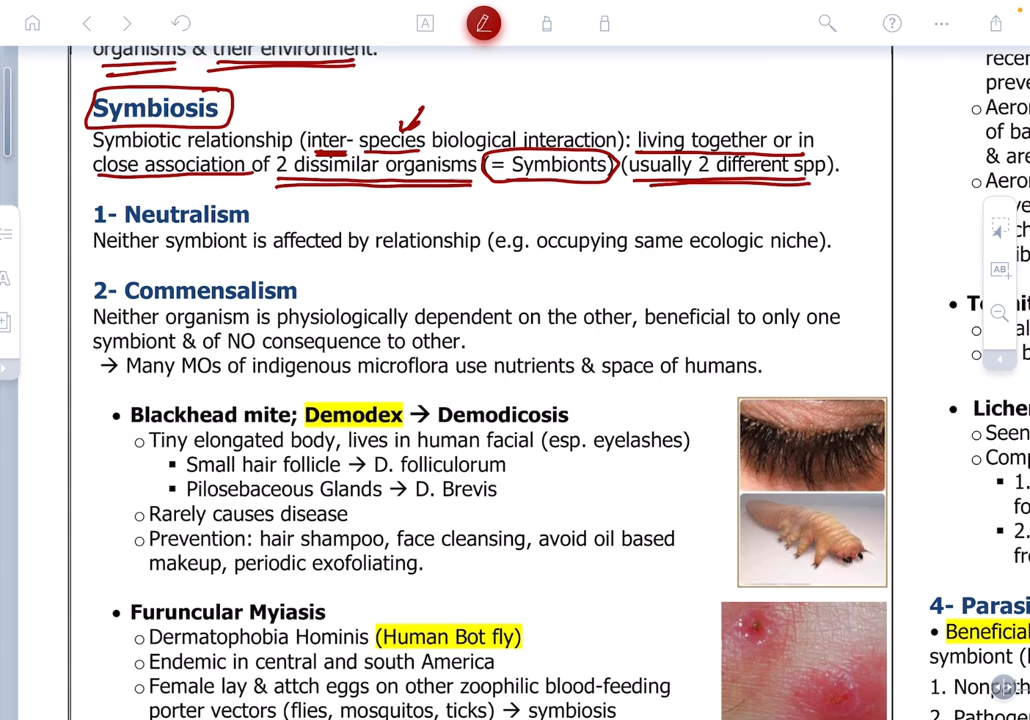 organisms & their environment.
Symbiosis
Symbiotic relationship (inter- species biological interaction): living together or in
close association of 2 dissimilar organisms (= Symbionts) (usually 2 different spp).
1- Neutralism
Neither symbiont is affected by relationship (e.g. occupying same ecologic niche).
2- Commensalism
Neither organism is physiologically dependent on the other, beneficial to only one
symbiont & of NO consequence to other.
→ Many MOs of indigenous microflora use nutrients & space of humans.
• Blackhead mite; Demodex → Demodicosis
o Tiny elongated body, lives in human facial (esp. eyelashes)
▪ Small hair follicle → D. folliculorum
▪ Pilosebaceous Glands → D. Brevis
o Rarely causes disease
o Prevention: hair shampoo, face cleansing, avoid oil based
makeup, periodic exofoliating.
• Furuncular Myiasis
o Dermatophobia Hominis (Human Bot fly)
o Endemic in central and south America
o Female lay & attch eggs on other zoophilic blood-feeding
porter vectors (flies, mosquitos, ticks) → symbiosis
o Aero
of ba
& are
o Aero
• Liche
o Seen
o Comp
▪ 1.
▪ 2.
4- Paras
• Beneficial
symbiont (
1. Nonpath
2. Pathog